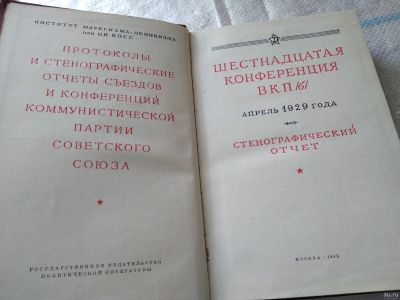 ИНСТИТУТ МАРКСИЗМА-ЛЕНИНИЗМА
ПРИ ЦК КПСС
ПРОТОКОЛЫ
И СТЕНОГРАФИЧЕСКИЕ
ОТЧЕТЫ СЪЕЗДОВ
И КОНФЕРЕНЦИЙ
КОММУНИСТИЧЕСКОЙ
ПАРТИИ
СОВЕТСКОГО
СОЮЗА
ГОСУДАРСТВЕННОЕ ИЗДАТЕЛЬСТВО
ПОЛИТИЧЕСКОЙ ЛИТЕРАТУРЫ
ШЕСТНАДЦАТАЯ
КОНФЕРЕНЦИЯ
ВКП(б)
АПРЕЛЬ 1929 ГОДА
СТЕНОГРАФИЧЕСКИЙ
ОТЧЕТ
МОСКВА · 1962
au.ru